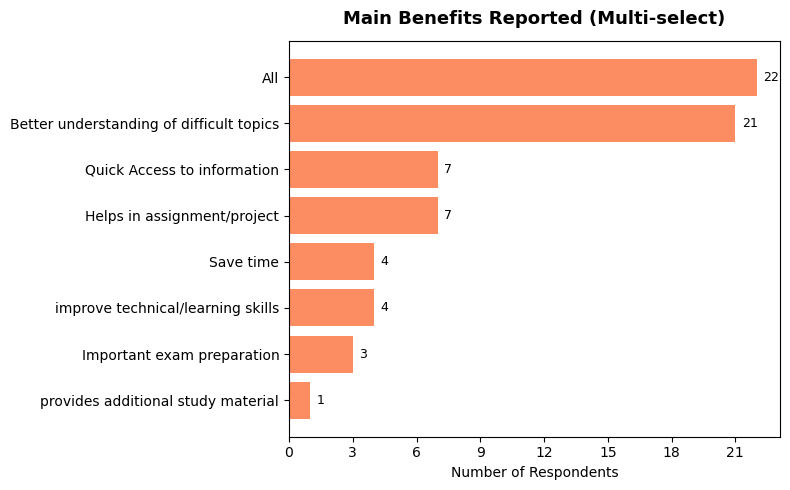 Main Benefits Reported (Multi-select)
All 22
Better understanding of difficult topics 21
Quick Access to information 7
Helps in assignment/project 7
Save time 4
improve technical/learning skills 4
Important exam preparation 3
provides additional study material 1
0 3 6 9 12 15 18 21
Number of Respondents